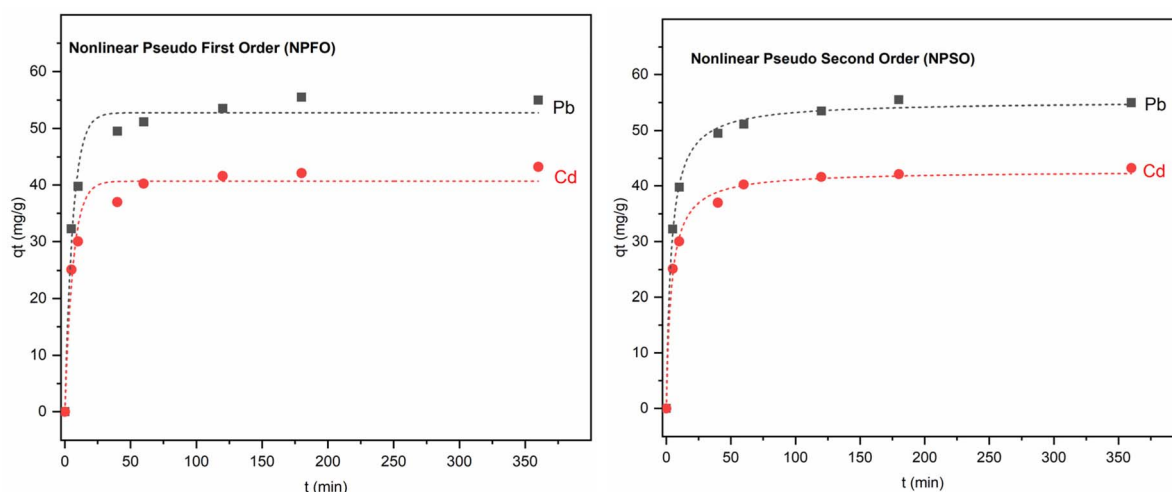 Nonlinear Pseudo First Order (NPFO)
60
50
40
30
20
10
0
qt (mg/g)
Pb
Cd
0 50 100 150 200 250 300 350
t (min)
Nonlinear Pseudo Second Order (NPSO)
60
50
40
30
20
10
0
qt (mg/g)
Pb
Cd
0 50 100 150 200 250 300 350
t (min)